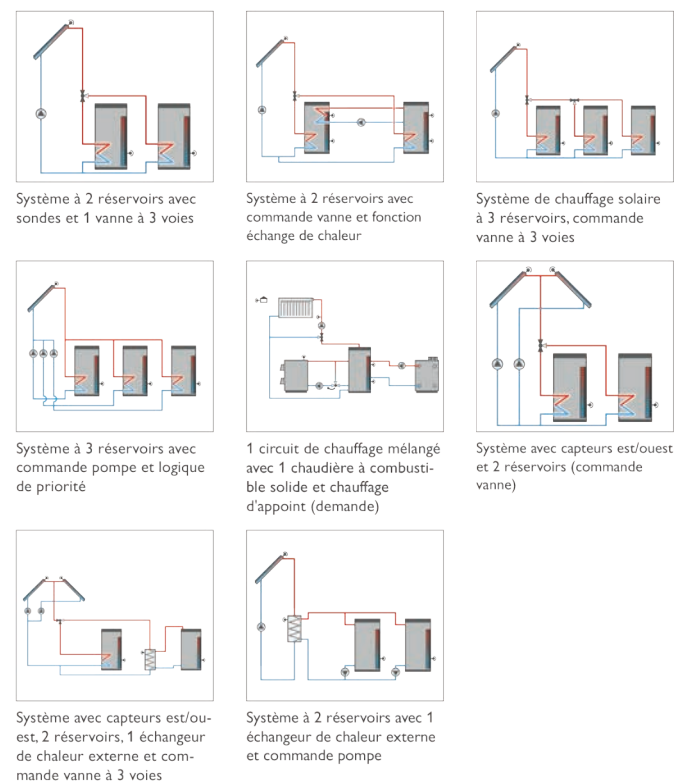 Système à 2 réservoirs avec
sondes et 1 vanne à 3 voies
Système à 2 réservoirs avec
commande vanne et fonction
échange de chaleur
Système de chauffage solaire
à 3 réservoirs, commande
vanne à 3 voies
Système à 3 réservoirs avec
commande pompe et logique
de priorité
1 circuit de chauffage mélangé
avec 1 chaudière à combusti-
ble solide et chauffage
d'appoint (demande)
Système avec capteurs est/ouest
et 2 réservoirs (commande
vanne)
Système avec capteurs est/ou-
est, 2 réservoirs, 1 échangeur
de chaleur externe et com-
mande vanne à 3 voies
Système à 2 réservoirs avec 1
échangeur de chaleur externe
et commande pompe